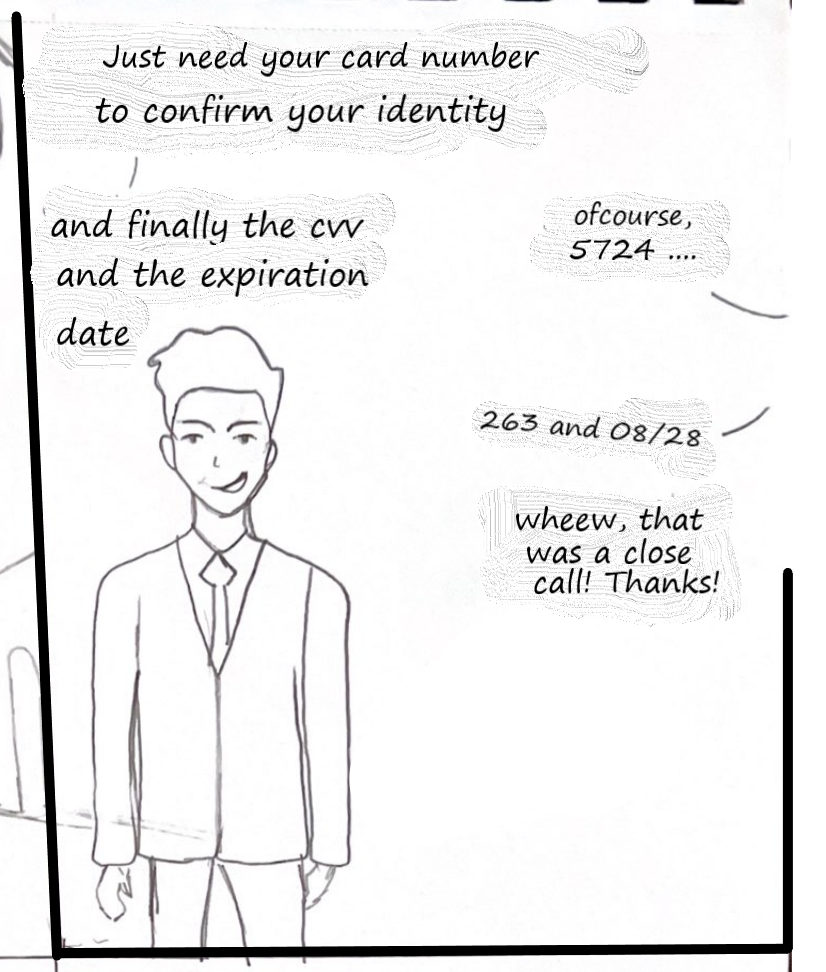 Just need your card number
to confirm your identity
ofcourse,
5724 ....
and finally the cvv
and the expiration
date
263 and 08/28
wheew, that
was a close
call! Thanks!